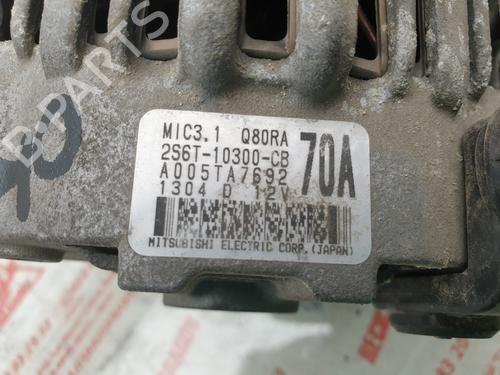 B-PARTS
MIC3.1 Q80RA
2S6T-10300-CB 70A
A005TA7692
1304 D 12V
MITSUBISHI ELECTRIC CORP. (JAPAN)